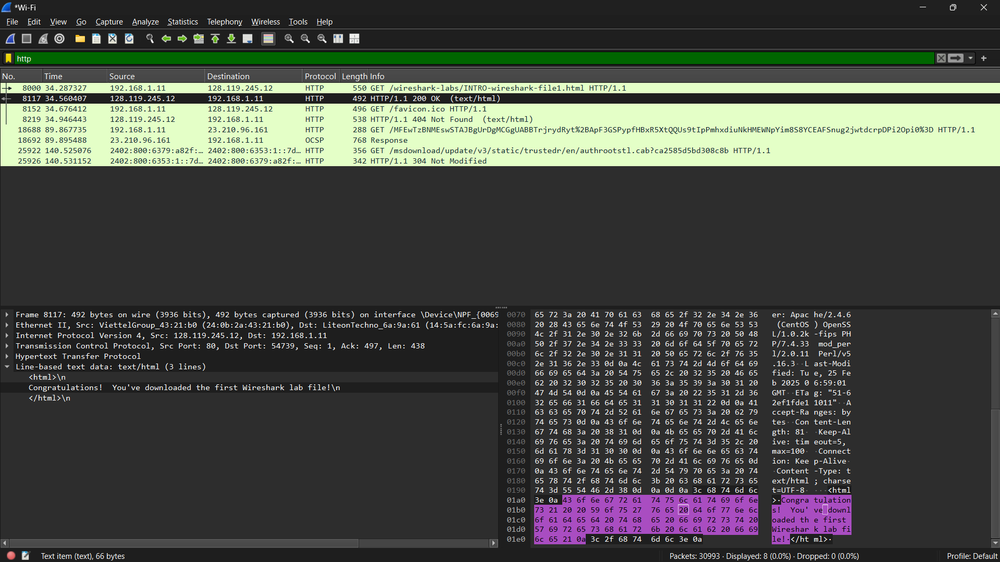 *Wi-Fi
File Edit View Go Capture Analyze Statistics Telephony Wireless Tools Help
http
No. Time Source Destination Protocol Length Info
8000 34.287327 192.168.1.11 128.119.245.12 HTTP 550 GET /wireshark-labs/INTRO-wireshark-file1.html HTTP/1.1
8117 34.560407 128.119.245.12 192.168.1.11 HTTP 492 HTTP/1.1 200 OK (text/html)
8152 34.676412 192.168.1.11 128.119.245.12 HTTP 496 GET /favicon.ico HTTP/1.1
8219 34.946443 128.119.245.12 192.168.1.11 HTTP 538 HTTP/1.1 404 Not Found (text/html)
18688 89.867735 192.168.1.11 23.210.96.161 HTTP 288 GET /MFEwTzBNMEswSTAJBgUrDgMCGgUABBTrjrydRyt%2BApF3GSPypfHBxR5XtQQUs9tIpPmhxdiuNkHMEWNpYim8S8YCEAFSnug2jwtdcrpDPi2Opi0%3D HTTP/1.1
18692 89.895488 23.210.96.161 192.168.1.11 OCSP 768 Response
25922 140.525076 2402:800:6379:a82f:… 2402:800:6353:1::7d… HTTP 356 GET /msdownload/update/v3/static/trustedr/en/authrootstl.cab?ca2585d5bd308c8b HTTP/1.1
25926 140.531152 2402:800:6353:1::7d… 2402:800:6379:a82f:… HTTP 342 HTTP/1.1 304 Not Modified
Frame 8117: 492 bytes on wire (3936 bits), 492 bytes captured (3936 bits) on interface \Device\NPF_{0069
Ethernet II, Src: ViettelGroup_43:21:b0 (24:0b:2a:43:21:b0), Dst: LiteonTechno_6a:9a:61 (14:5a:fc:6a:9a:
Internet Protocol Version 4, Src: 128.119.245.12, Dst: 192.168.1.11
Transmission Control Protocol, Src Port: 80, Dst Port: 54739, Seq: 1, Ack: 497, Len: 438
Hypertext Transfer Protocol
Line-based text data: text/html (3 lines)
<html>\n
Congratulations!  You've downloaded the first Wireshark lab file!\n
</html>\n
0070 65 72 3a 20 41 70 61 63 68 65 2f 32 2e 34 2e 36 er: Apac he/2.4.6
0080 20 28 43 65 6e 74 4f 53 29 20 4f 70 65 6e 53 53 (CentOS ) OpenSS
0090 4c 2f 31 2e 30 2e 32 6b 2d 66 69 70 73 20 50 48 L/1.0.2k -fips PH
00a0 50 2f 37 2e 34 2e 33 33 20 6d 6f 64 5f 70 65 72 P/7.4.33 mod_per
00b0 6c 2f 32 2e 30 2e 31 31 20 50 65 72 6c 2f 76 35 l/2.0.11 Perl/v5
00c0 2e 31 36 2e 33 0d 0a 4c 61 73 74 2d 4d 6f 64 69 .16.3··L ast-Modi
00d0 66 69 65 64 3a 20 54 75 65 2c 20 32 35 20 46 65 fied: Tu e, 25 Fe
00e0 62 20 32 30 32 35 20 30 36 3a 35 39 3a 30 31 20 b 2025 0 6:59:01
00f0 47 4d 54 0d 0a 45 54 61 67 3a 20 22 35 31 2d 36 GMT··ETa g: "51-6
0100 32 65 66 31 66 64 65 31 31 30 31 31 22 0d 0a 41 2ef1fde1 1011"··A
0110 63 63 65 70 74 2d 52 61 6e 67 65 73 3a 20 62 79 ccept-Ra nges: by
0120 74 65 73 0d 0a 43 6f 6e 74 65 6e 74 2d 4c 65 6e tes··Con tent-Len
0130 67 74 68 3a 20 38 31 0d 0a 4b 65 65 70 2d 41 6c gth: 81· ·Keep-Al
0140 69 76 65 3a 20 74 69 6d 65 6f 75 74 3d 35 2c 20 ive: tim eout=5,
0150 6d 61 78 3d 31 30 30 0d 0a 43 6f 6e 6e 65 63 74 max=100· ·Connect
0160 69 6f 6e 3a 20 4b 65 65 70 2d 41 6c 69 76 65 0d ion: Kee p-Alive·
0170 0a 43 6f 6e 74 65 6e 74 2d 54 79 70 65 3a 20 74 ·Content -Type: t
0180 65 78 74 2f 68 74 6d 6c 3b 20 63 68 61 72 73 65 ext/html ; charse
0190 74 3d 55 54 46 2d 38 0d 0a 0d 0a 3c 68 74 6d 6c t=UTF-8· ···<html
01a0 3e 0a 43 6f 6e 67 72 61 74 75 6c 61 74 69 6f 6e >·Congra tulation
01b0 73 21 20 20 59 6f 75 27 76 65 20 64 6f 77 6e 6c s!  You' ve downl
01c0 6f 61 64 65 64 20 74 68 65 20 66 69 72 73 74 20 oaded th e first
01d0 57 69 72 65 73 68 61 72 6b 20 6c 61 62 20 66 69 Wireshar k lab fi
01e0 6c 65 21 0a 3c 2f 68 74 6d 6c 3e 0a le!·</ht ml>·
Text item (text), 66 bytes Packets: 30993 · Displayed: 8 (0.0%) · Dropped: 0 (0.0%) Profile: Default